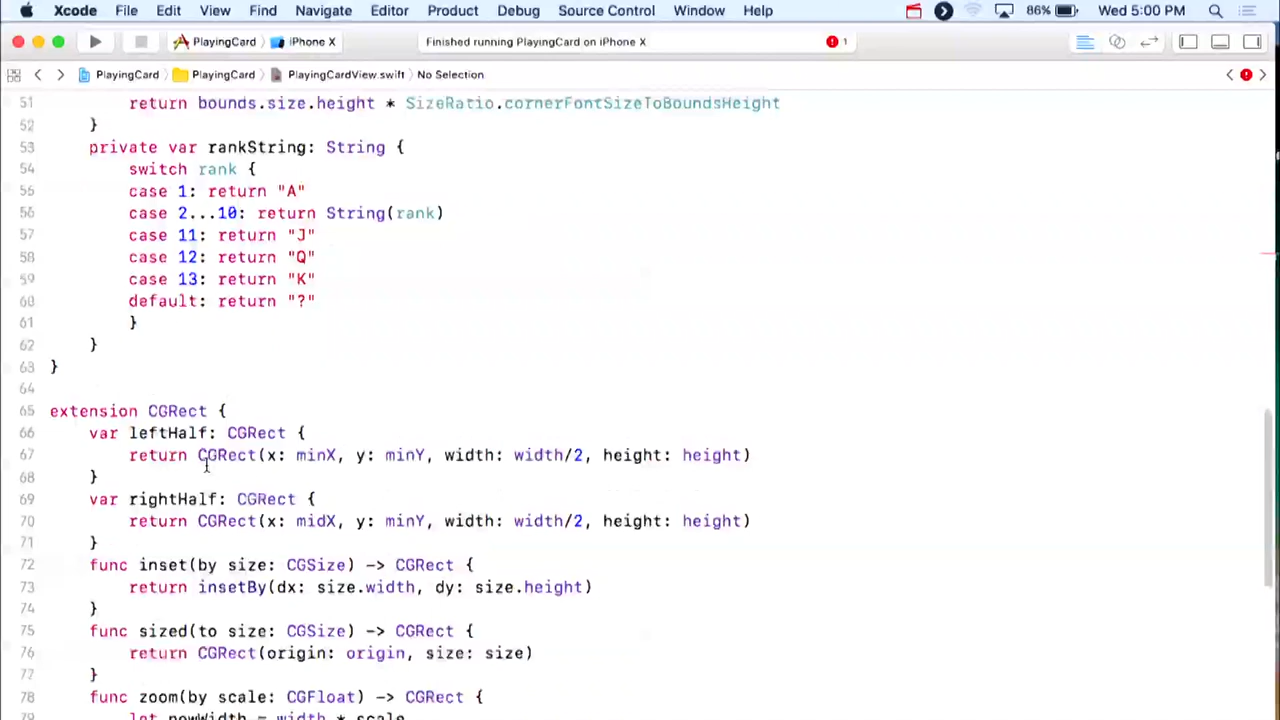 Xcode File Edit View Find Navigate Editor Product Debug Source Control Window Help 86% Wed 5:00 PM
PlayingCard iPhone X Finished running PlayingCard on iPhone X 1
PlayingCard PlayingCard PlayingCardView.swift No Selection
51 return bounds.size.height * SizeRatio.cornerFontSizeToBoundsHeight
52 }
53 private var rankString: String {
54 switch rank {
55 case 1: return "A"
56 case 2...10: return String(rank)
57 case 11: return "J"
58 case 12: return "Q"
59 case 13: return "K"
60 default: return "?"
61 }
62 }
63 }
64
65 extension CGRect {
66 var leftHalf: CGRect {
67 return CGRect(x: minX, y: minY, width: width/2, height: height)
68 }
69 var rightHalf: CGRect {
70 return CGRect(x: midX, y: minY, width: width/2, height: height)
71 }
72 func inset(by size: CGSize) -> CGRect {
73 return insetBy(dx: size.width, dy: size.height)
74 }
75 func sized(to size: CGSize) -> CGRect {
76 return CGRect(origin: origin, size: size)
77 }
78 func zoom(by scale: CGFloat) -> CGRect {
79 let newWidth = width * scale